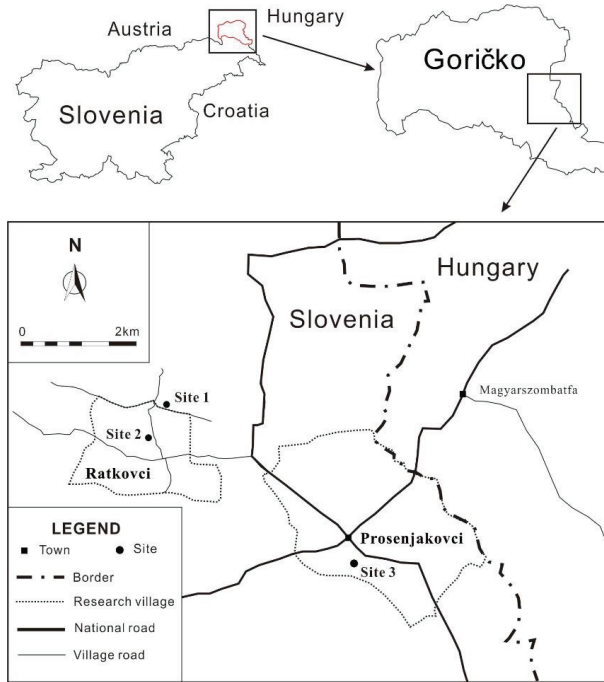 Austria
Hungary
Slovenia
Croatia
Goričko
N
0 2km
Hungary
Slovenia
Magyarszombatfa
Site 1
Site 2
Ratkovci
Prosenjakovci
Site 3
LEGEND
Town Site
Border
Research village
National road
Village road